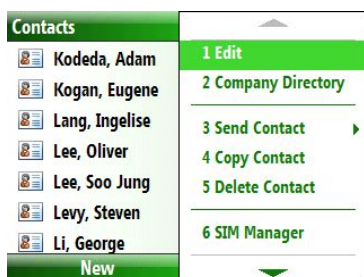 Contacts
Kodeda, Adam
Kogan, Eugene
Lang, Ingelise
Lee, Oliver
Lee, Soo Jung
Levy, Steven
Li, George
New
1 Edit
2 Company Directory
3 Send Contact
4 Copy Contact
5 Delete Contact
6 SIM Manager